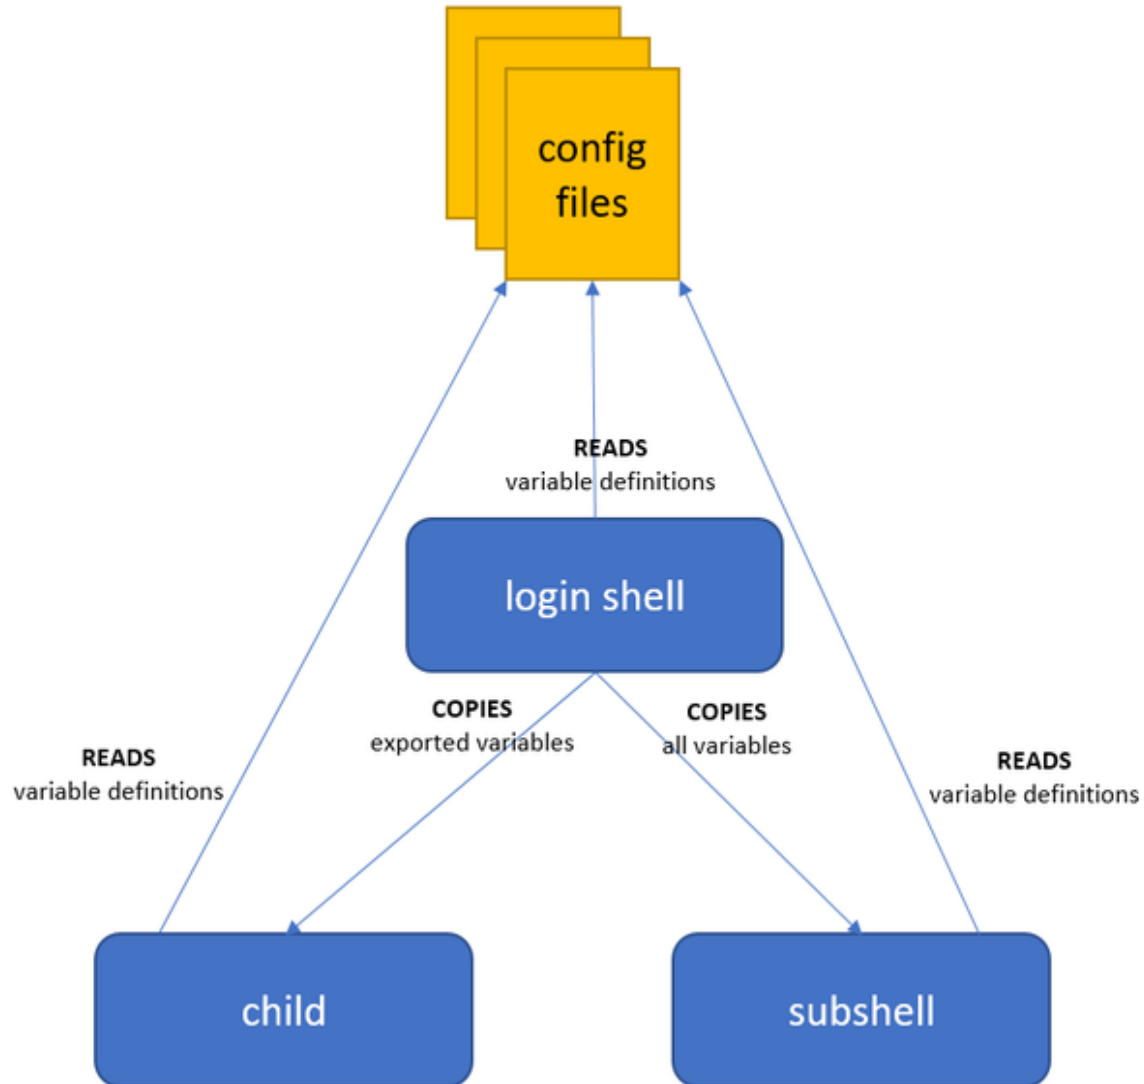 config
files
READS
variable definitions
login shell
COPIES
exported variables
COPIES
all variables
READS
variable definitions
READS
variable definitions
child
subshell